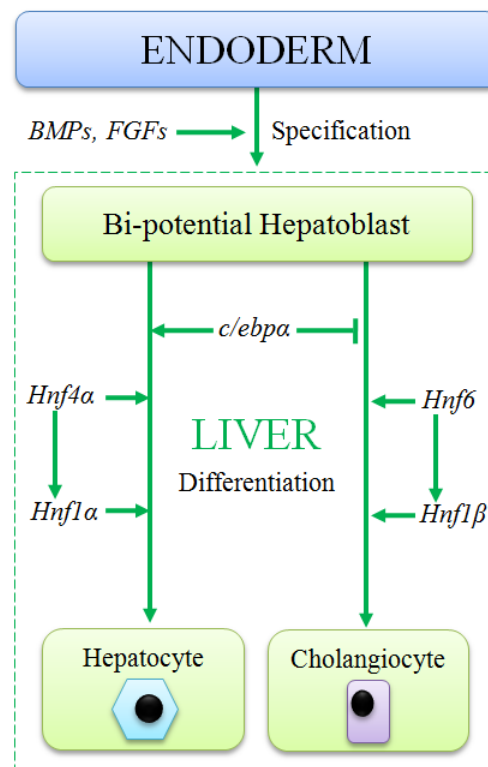 ENDODERM
BMPs, FGFs
Specification
Bi-potential Hepatoblast
c/ebpα
Hnf4α
Hnf6
LIVER
Differentiation
Hnf1α
Hnf1β
Hepatocyte
Cholangiocyte